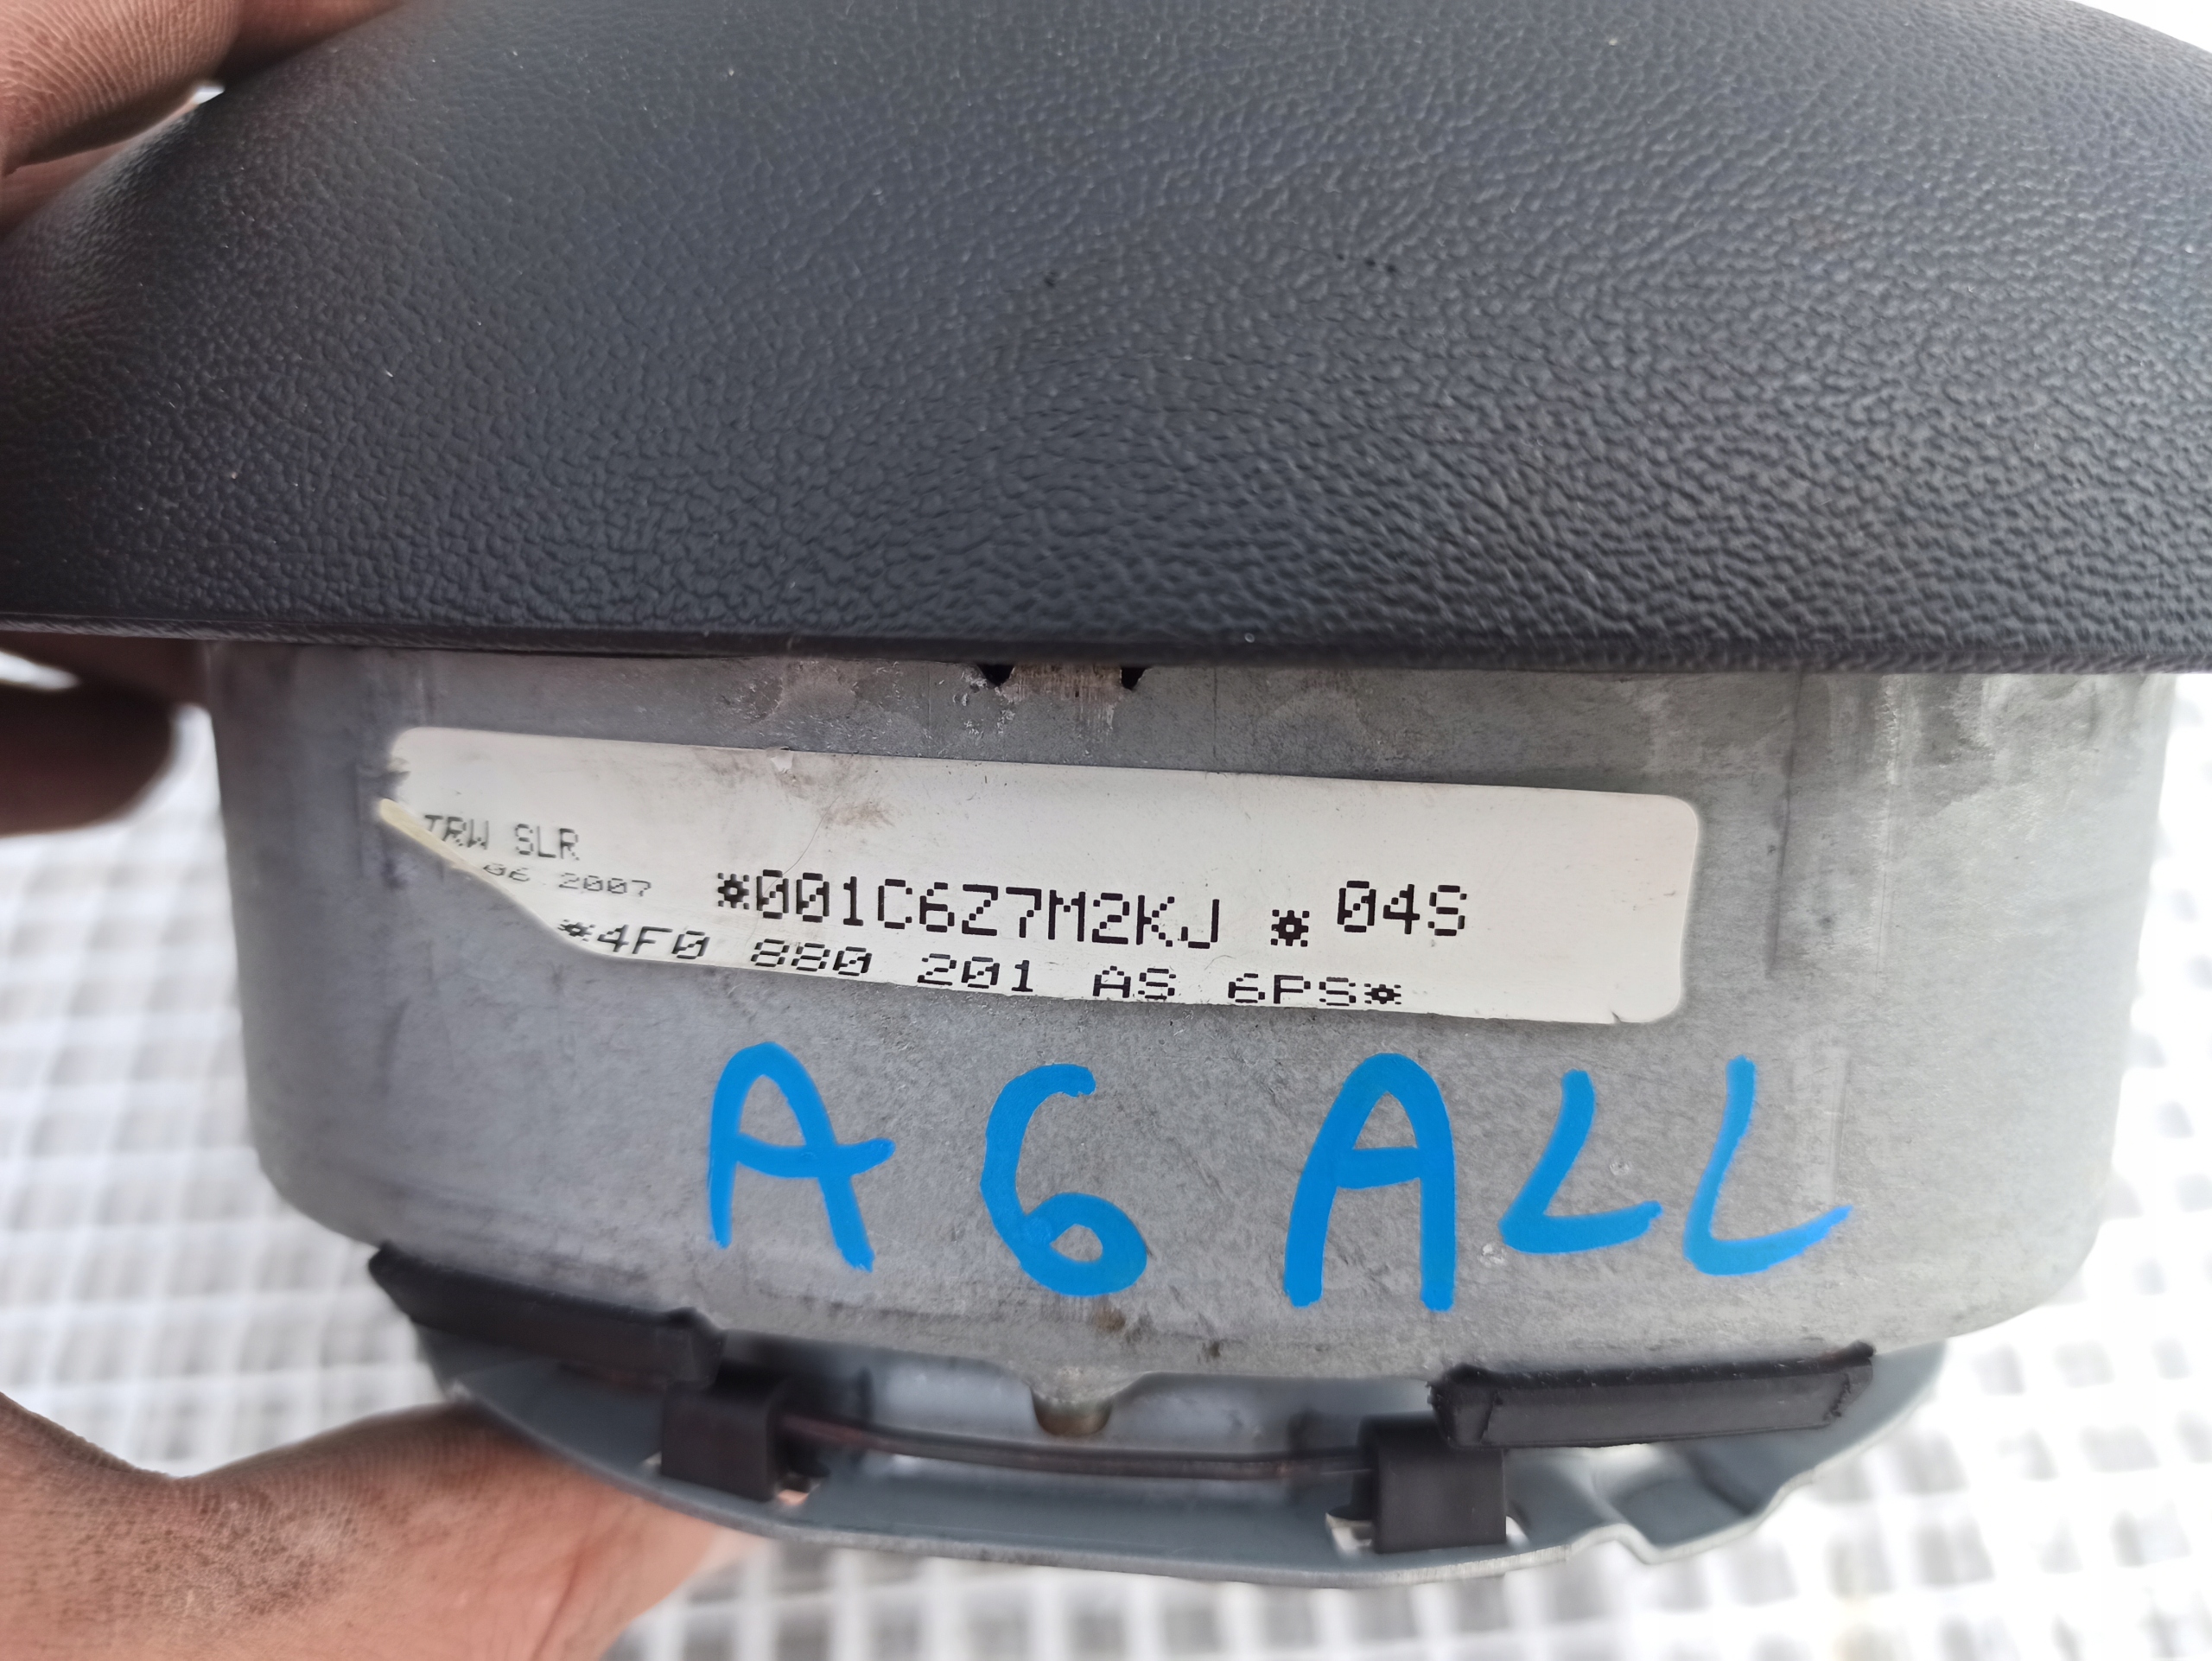 TRW SLR
06 2007
*001C6Z7M2KJ * 04S
*4F0 880 201 AS 6PS*
A6 ALL